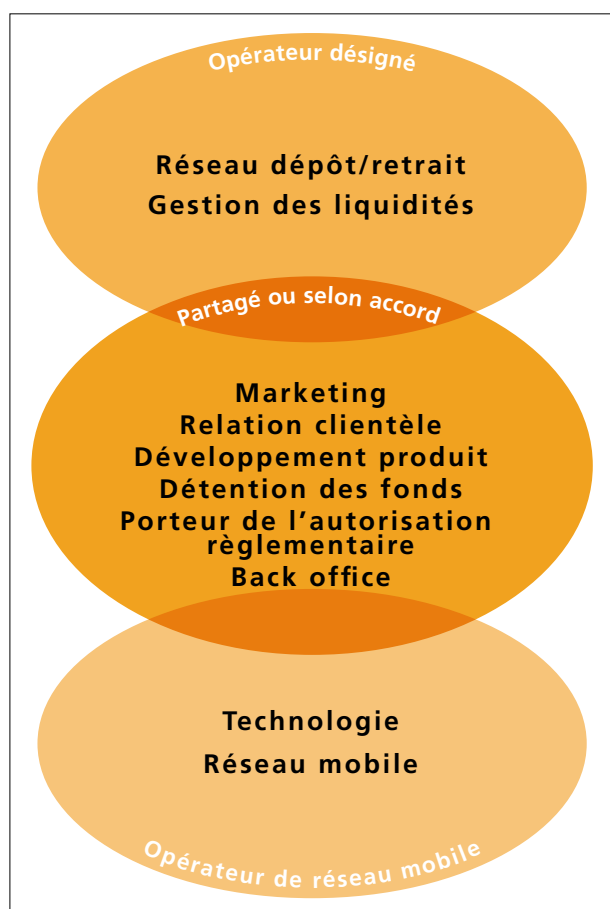 Opérateur désigné
Réseau dépôt/retrait
Gestion des liquidités
Partagé ou selon accord
Marketing
Relation clientèle
Développement produit
Détention des fonds
Porteur de l’autorisation
règlementaire
Back office
Technologie
Réseau mobile
Opérateur de réseau mobile